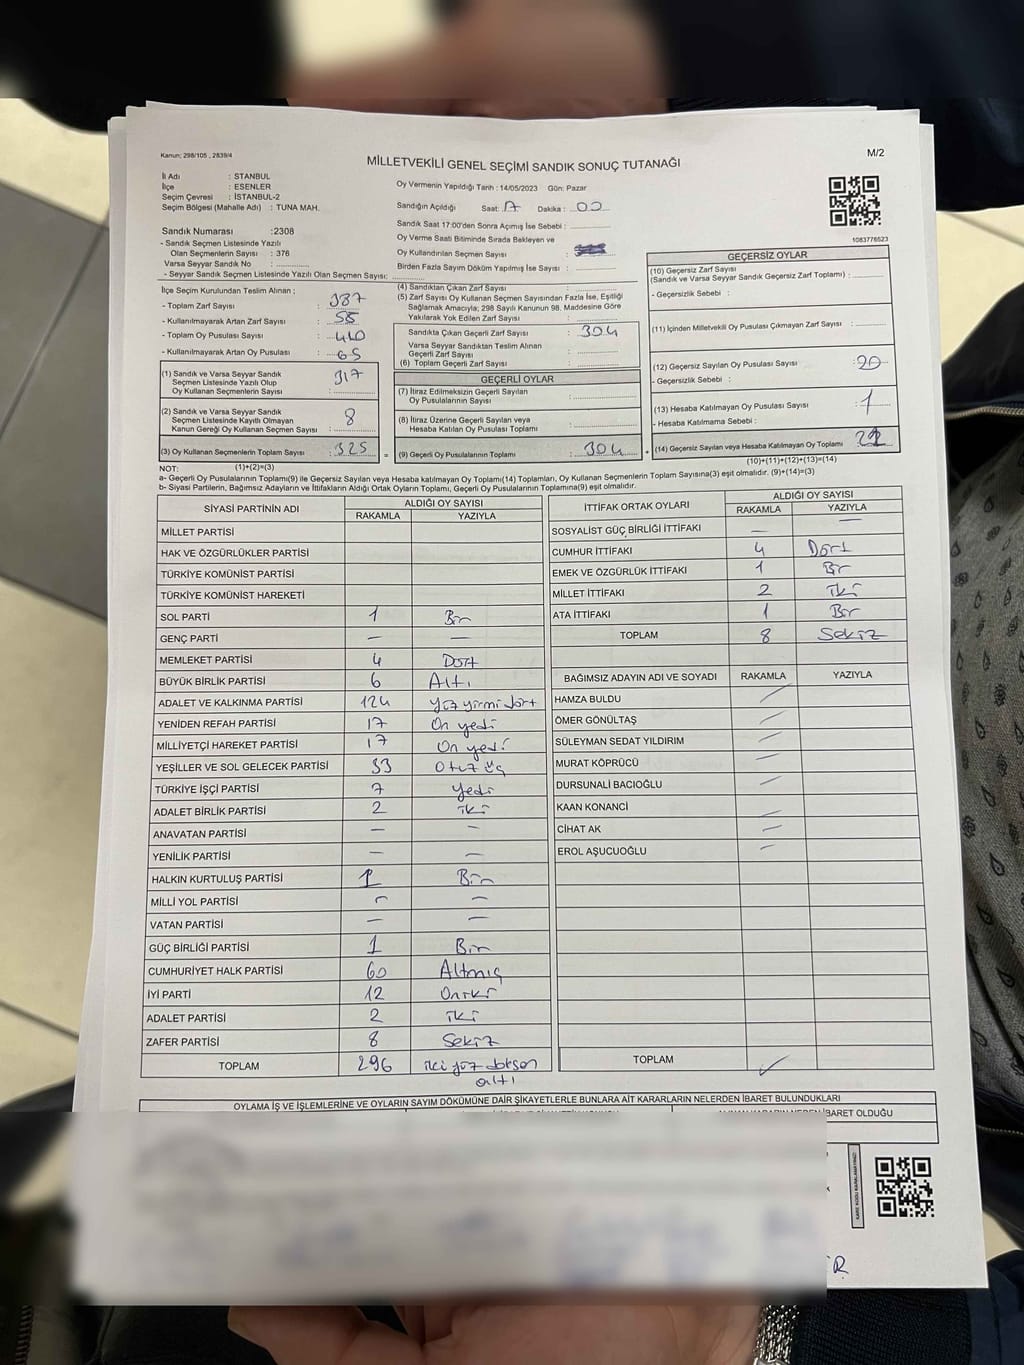 Kanun: 298/105 , 2839/4
MİLLETVEKİLİ GENEL SEÇİMİ SANDIK SONUÇ TUTANAĞI
M/2
İl Adı : STANBUL
İlçe : ESENLER
Seçim Çevresi : İSTANBUL-2
Seçim Bölgesi (Mahalle Adı) : TUNA MAH.
Oy Vermenin Yapıldığı Tarih : 14/05/2023 Gün: Pazar
Sandığın Açıldığı Saat: Dakika :
Sandık Saat 17:00'den Sonra Açımış İse Sebebi :
Oy Verme Saati Bitiminde Sırada Bekleyen ve
Oy Kullandırılan Seçmen Sayısı :
Birden Fazla Sayım Döküm Yapılmış İse Sayısı :
1083776523
Sandık Numarası :2308
- Sandık Seçmen Listesinde Yazılı
Olan Seçmenlerin Sayısı : 376
Varsa Seyyar Sandık No
- Seyyar Sandık Seçmen Listesinde Yazılı Olan Seçmen Sayısı:
İlçe Seçim Kurulundan Teslim Alınan ;
- Toplam Zarf Sayısı : 387
- Kullanılmayarak Artan Zarf Sayısı : 55
- Toplam Oy Pusulası Sayısı : 440
- Kullanılmayarak Artan Oy Pusulası : 65
(1) Sandık ve Varsa Seyyar Sandık
Seçmen Listesinde Yazılı Olup
Oy Kullanan Seçmenlerin Sayısı : 317
(2) Sandık ve Varsa Seyyar Sandık
Seçmen Listesinde Kayıtlı Olmayan
Kanun Gereği Oy Kullanan Seçmen Sayısı : 8
(3) Oy Kullanan Seçmenlerin Toplam Sayısı : 325
(4) Sandıktan Çıkan Zarf Sayısı :
(5) Zarf Sayısı Oy Kullanan Seçmen Sayısından Fazla İse, Eşitliği
Sağlamak Amacıyla; 298 Sayılı Kanunun 98. Maddesine Göre
Yakılarak Yok Edilen Zarf Sayısı :
Sandıkta Çıkan Geçerli Zarf Sayısı : 304
Varsa Seyyar Sandıktan Teslim Alınan
Geçerli Zarf Sayısı :
(6) Toplam Geçerli Zarf Sayısı :
GEÇERLİ OYLAR
(7) İtiraz Edilmeksizin Geçerli Sayılan
Oy Pusulalarının Sayısı :
(8) İtiraz Üzerine Geçerli Sayılan veya
Hesaba Katılan Oy Pusulası Toplamı :
= (9) Geçerli Oy Pusulalarının Toplamı : 304
GEÇERSİZ OYLAR
(10) Geçersiz Zarf Sayısı
(Sandık ve Varsa Seyyar Sandık Geçersiz Zarf Toplamı) :
- Geçersizlik Sebebi :
(11) İçinden Milletvekili Oy Pusulası Çıkmayan Zarf Sayısı :
(12) Geçersiz Sayılan Oy Pusulası Sayısı : 20
- Geçersizlik Sebebi :
(13) Hesaba Katılmayan Oy Pusulası Sayısı : 1
- Hesaba Katılmama Sebebi :
+ (14) Geçersiz Sayılan veya Hesaba Katılmayan Oy Toplamı :
(10)+(11)+(12)+(13)=(14)
NOT: (1)+(2)=(3)
a- Geçerli Oy Pusulalarının Toplamı(9) ile Geçersiz Sayılan veya Hesaba katılmayan Oy Toplamı(14) Toplamları, Oy Kullanan Seçmenlerin Toplam Sayısına(3) eşit olmalıdır. (9)+(14)=(3)
b- Siyasi Partilerin, Bağımsız Adayların ve İttifakların Aldığı Ortak Oyların Toplamı, Geçerli Oy Pusulalarının Toplamına(9) eşit olmalıdır.
SİYASİ PARTİNİN ADI ALDIĞI OY SAYISI
RAKAMLA YAZIYLA
MİLLET PARTİSİ
HAK VE ÖZGÜRLÜKLER PARTİSİ
TÜRKİYE KOMÜNİST PARTİSİ
TÜRKİYE KOMÜNİST HAREKETİ
SOL PARTİ 1 Bir
GENÇ PARTİ — —
MEMLEKET PARTİSİ 4 Dört
BÜYÜK BİRLİK PARTİSİ 6 Altı
ADALET VE KALKINMA PARTİSİ 124 yüz yirmi dört
YENİDEN REFAH PARTİSİ 17 On yedi
MİLLİYETÇİ HAREKET PARTİSİ 17 On yedi
YEŞİLLER VE SOL GELECEK PARTİSİ 33 Otuz üç
TÜRKİYE İŞÇİ PARTİSİ 7 Yedi
ADALET BİRLİK PARTİSİ 2 iki
ANAVATAN PARTİSİ — —
YENİLİK PARTİSİ — —
HALKIN KURTULUŞ PARTİSİ 1 Bir
MİLLİ YOL PARTİSİ — —
VATAN PARTİSİ — —
GÜÇ BİRLİĞİ PARTİSİ 1 Bir
CUMHURİYET HALK PARTİSİ 60 Altmış
İYİ PARTİ 12 Oniki
ADALET PARTİSİ 2 iki
ZAFER PARTİSİ 8 Sekiz
TOPLAM 296 iki yüz doksan
altı
İTTİFAK ORTAK OYLARI ALDIĞI OY SAYISI
RAKAMLA YAZIYLA
SOSYALİST GÜÇ BİRLİĞİ İTTİFAKI — —
CUMHUR İTTİFAKI 4 Dört
EMEK VE ÖZGÜRLÜK İTTİFAKI 1 Bir
MİLLET İTTİFAKI 2 iki
ATA İTTİFAKI 1 Bir
TOPLAM 8 Sekiz
BAĞIMSIZ ADAYIN ADI VE SOYADI RAKAMLA YAZIYLA
HAMZA BULDU
ÖMER GÖNÜLTAŞ
SÜLEYMAN SEDAT YILDIRIM
MURAT KÖPRÜCÜ
DURSUNALİ BACIOĞLU
KAAN KONANCİ
CİHAT AK
EROL AŞUCUOĞLU
TOPLAM
OYLAMA İŞ VE İŞLEMLERİNE VE OYLARIN SAYIM DÖKÜMÜNE DAİR ŞİKAYETLERLE BUNLARA AİT KARARLARIN NELERDEN İBARET BULUNDUKLARI
İBARET OLDUĞU